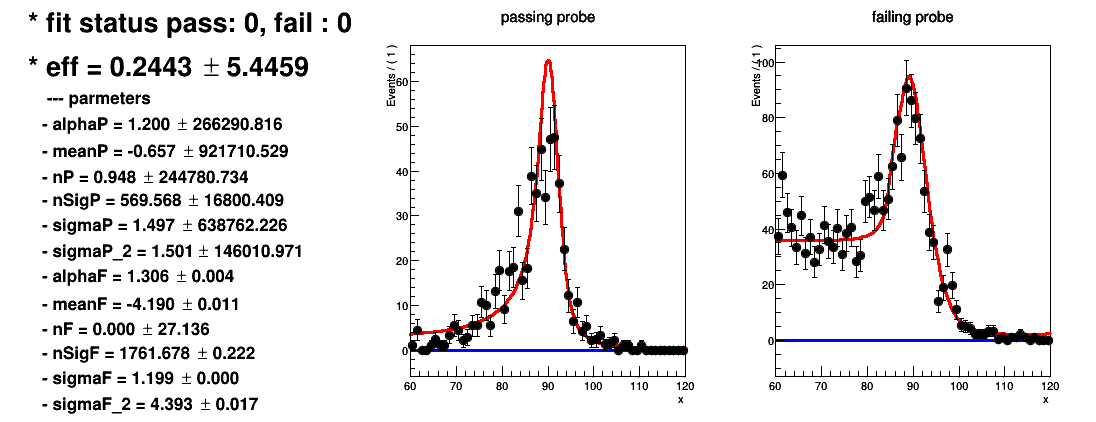 * fit status pass: 0, fail : 0
* eff = 0.2443 ± 5.4459
--- parmeters
- alphaP = 1.200 ± 266290.816
- meanP = -0.657 ± 921710.529
- nP = 0.948 ± 244780.734
- nSigP = 569.568 ± 16800.409
- sigmaP = 1.497 ± 638762.226
- sigmaP_2 = 1.501 ± 146010.971
- alphaF = 1.306 ± 0.004
- meanF = -4.190 ± 0.011
- nF = 0.000 ± 27.136
- nSigF = 1761.678 ± 0.222
- sigmaF = 1.199 ± 0.000
- sigmaF_2 = 4.393 ± 0.017
passing probe
Events / ( 1 )
60
50
40
30
20
10
0
60 70 80 90 100 110 120
x
failing probe
Events / ( 1 )
100
80
60
40
20
0
60 70 80 90 100 110 120
x